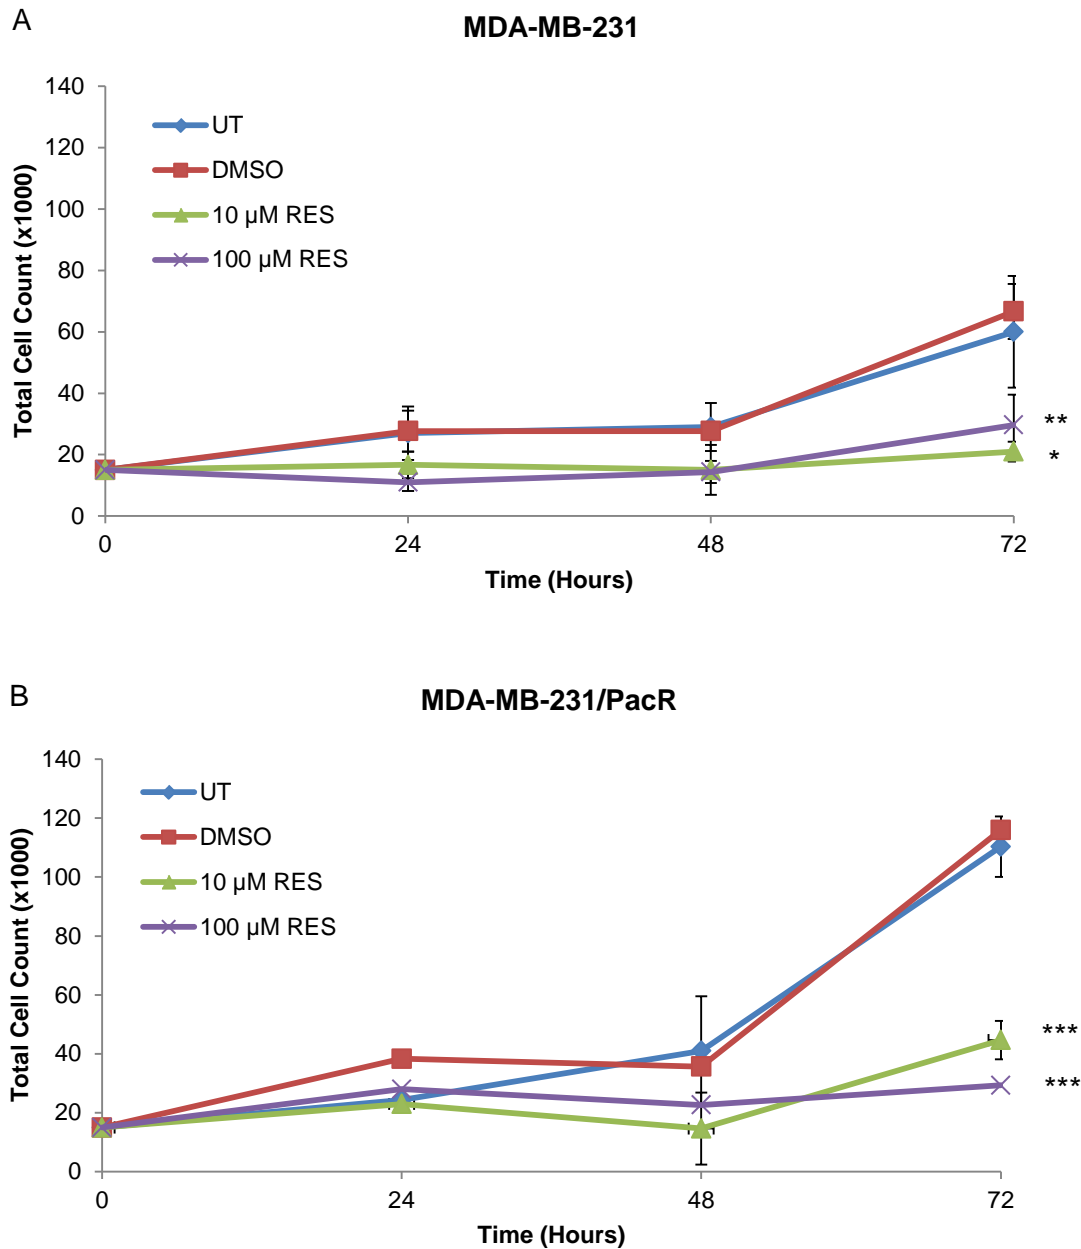 A
MDA-MB-231
Total Cell Count (x1000)
140
120
100
80
60
40
20
0
UT
DMSO
10 µM RES
100 µM RES
**
*
0 24 48 72
Time (Hours)
B
MDA-MB-231/PacR
Total Cell Count (x1000)
140
120
100
80
60
40
20
0
UT
DMSO
10 µM RES
100 µM RES
***
***
0 24 48 72
Time (Hours)